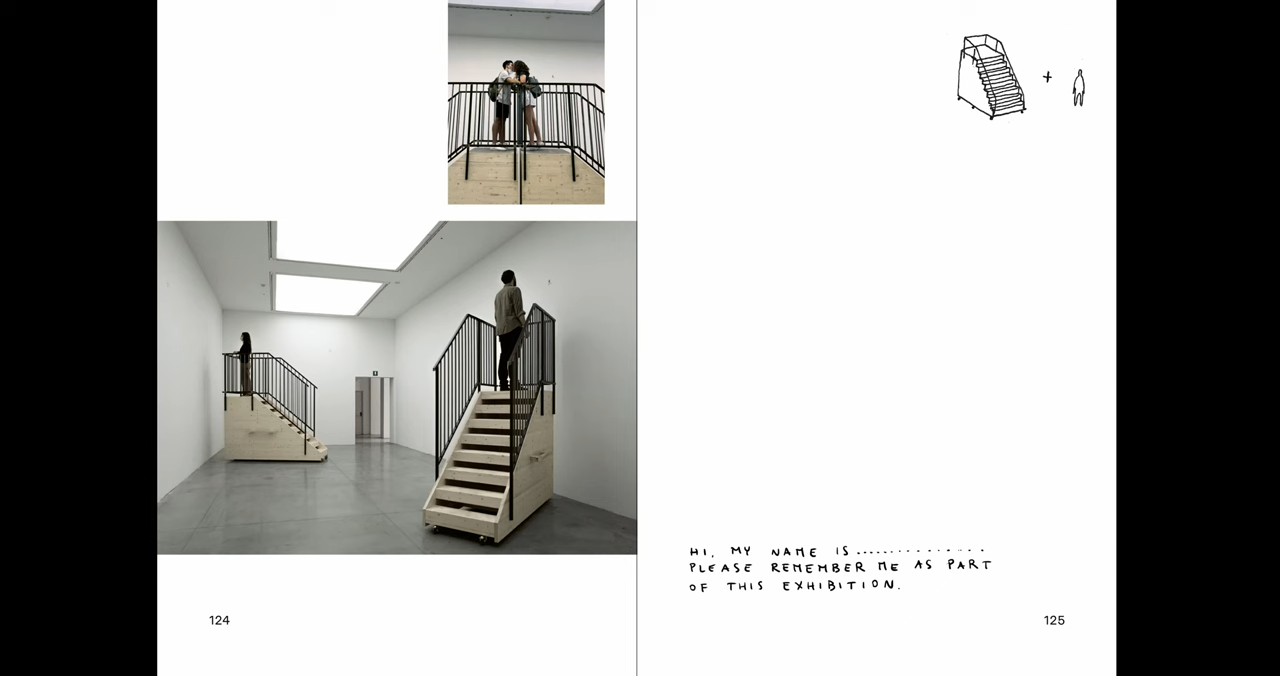 124
HI, MY NAME IS ..............
PLEASE REMEMBER ME AS PART
OF THIS EXHIBITION.
125